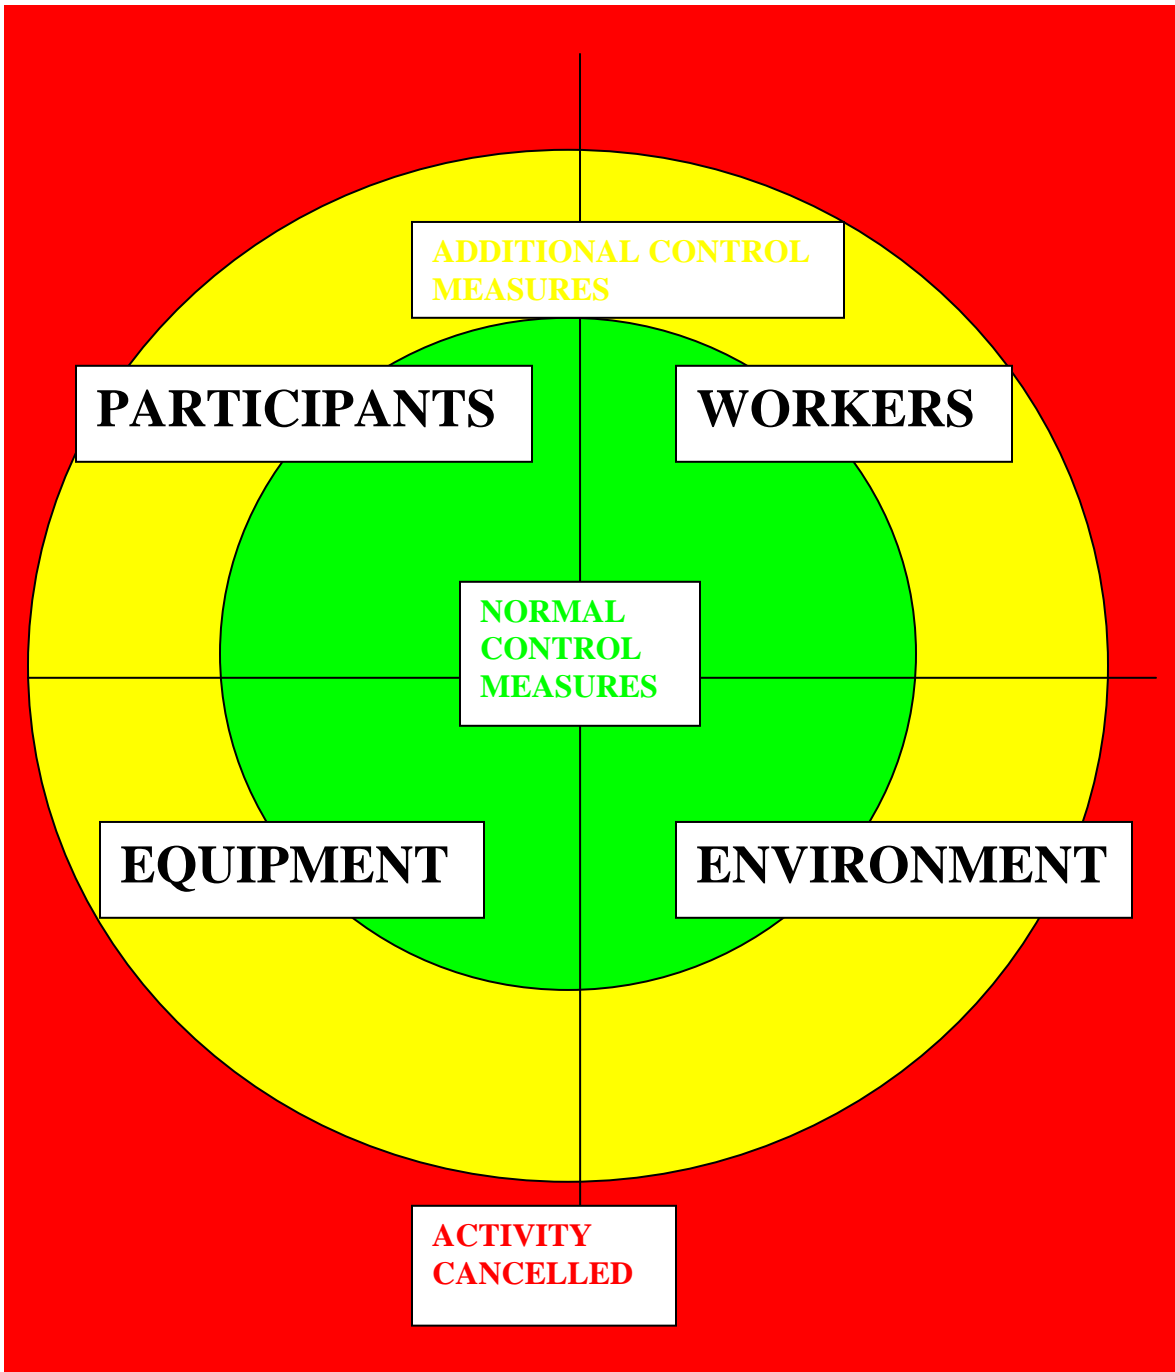 ADDITIONAL CONTROL
MEASURES
PARTICIPANTS
WORKERS
NORMAL
CONTROL
MEASURES
EQUIPMENT
ENVIRONMENT
ACTIVITY
CANCELLED